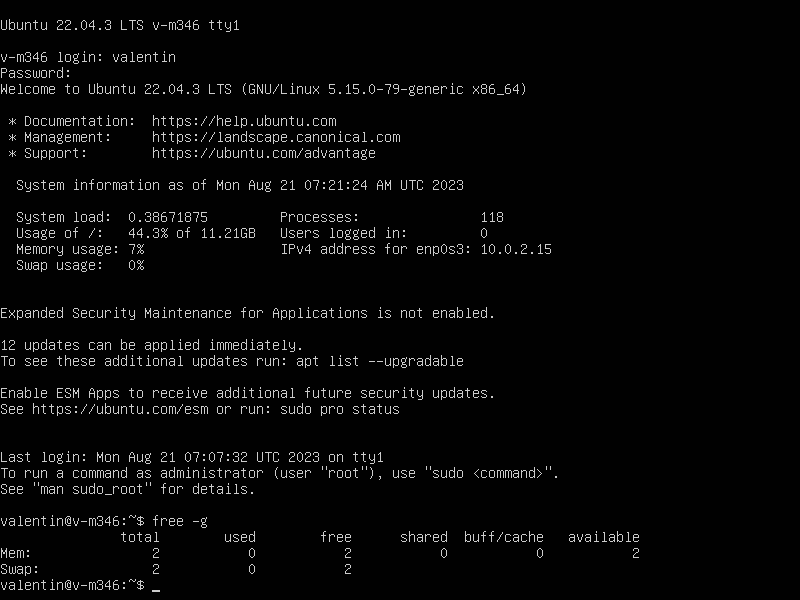 Ubuntu 22.04.3 LTS v-m346 tty1
v-m346 login: valentin
Password:
Welcome to Ubuntu 22.04.3 LTS (GNU/Linux 5.15.0-79-generic x86_64)
* Documentation:  https://help.ubuntu.com
* Management:     https://landscape.canonical.com
* Support:        https://ubuntu.com/advantage
System information as of Mon Aug 21 07:21:24 AM UTC 2023
System load:  0.38671875         Processes:               118
Usage of /:   44.3% of 11.21GB   Users logged in:         0
Memory usage: 7%                 IPv4 address for enp0s3: 10.0.2.15
Swap usage:   0%
Expanded Security Maintenance for Applications is not enabled.
12 updates can be applied immediately.
To see these additional updates run: apt list --upgradable
Enable ESM Apps to receive additional future security updates.
See https://ubuntu.com/esm or run: sudo pro status
Last login: Mon Aug 21 07:07:32 UTC 2023 on tty1
To run a command as administrator (user "root"), use "sudo <command>".
See "man sudo_root" for details.
valentin@v-m346:~$ free -g
               total        used        free      shared  buff/cache   available
Mem:               2           0           2           0           0           2
Swap:              2           0           2
valentin@v-m346:~$ _